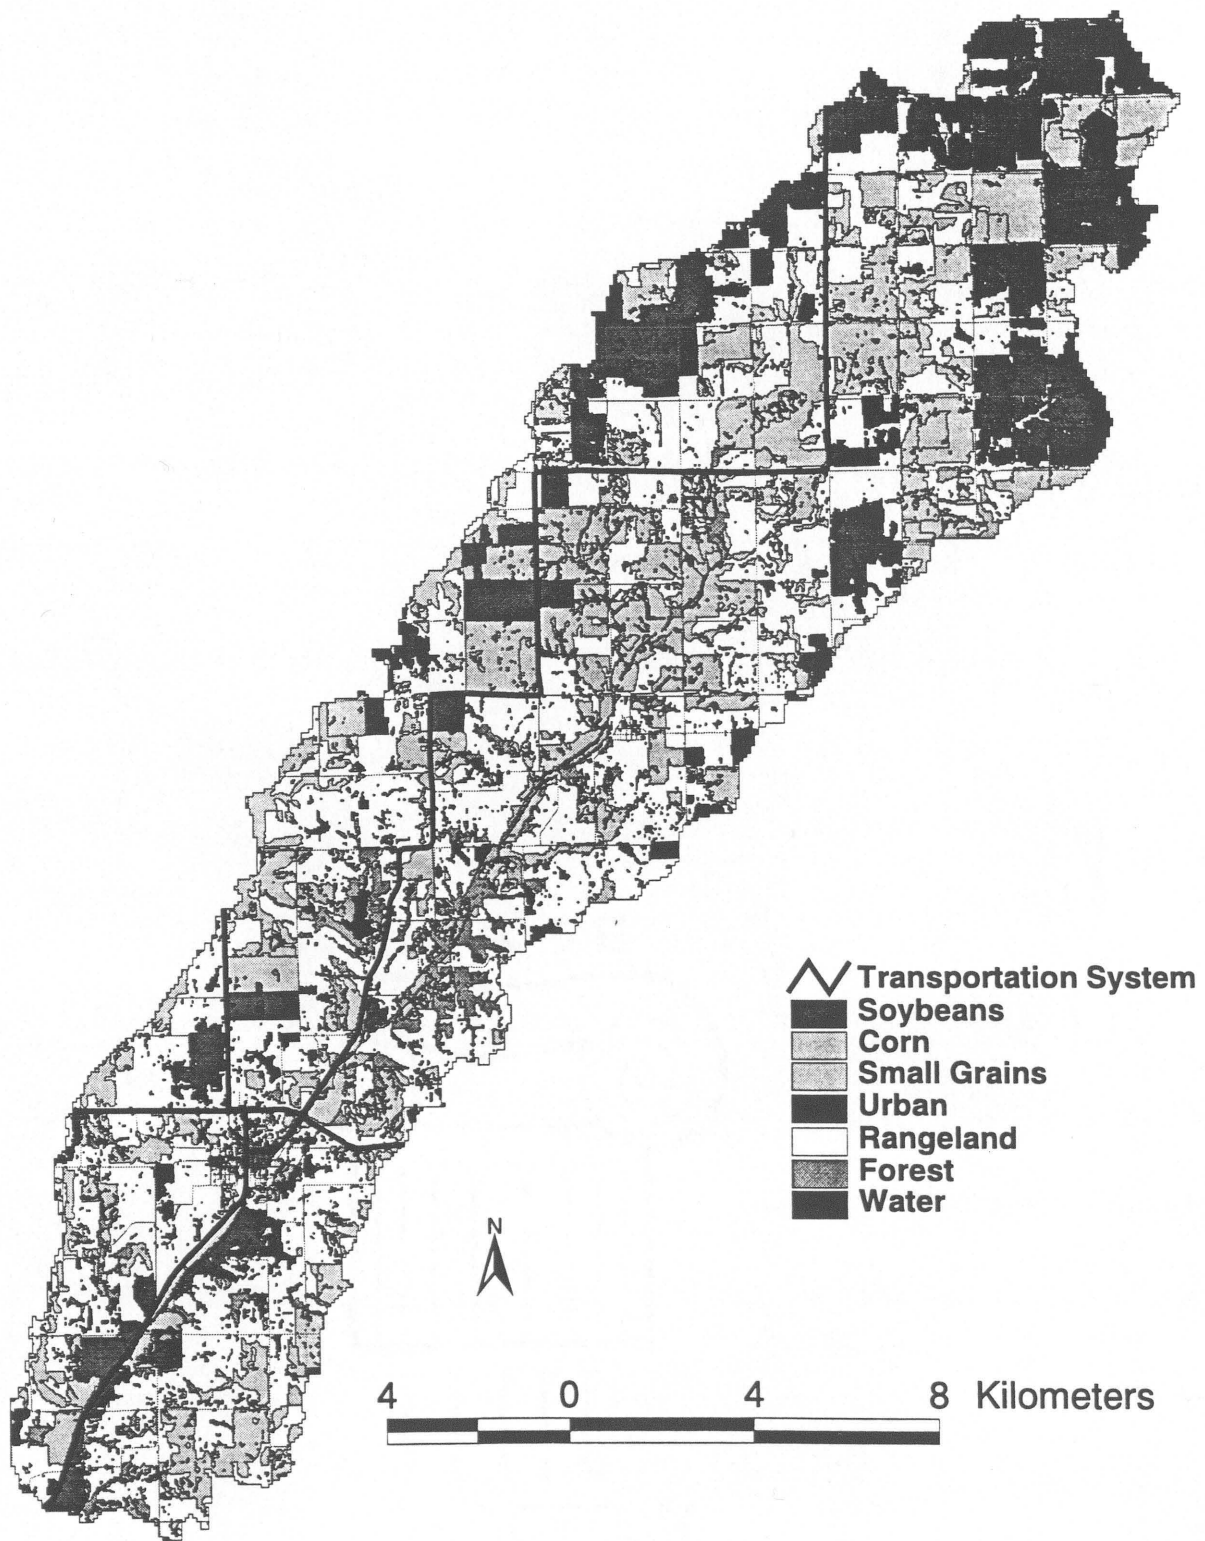 Transportation System
Soybeans
Corn
Small Grains
Urban
Rangeland
Forest
Water
N
4 0 4 8 Kilometers